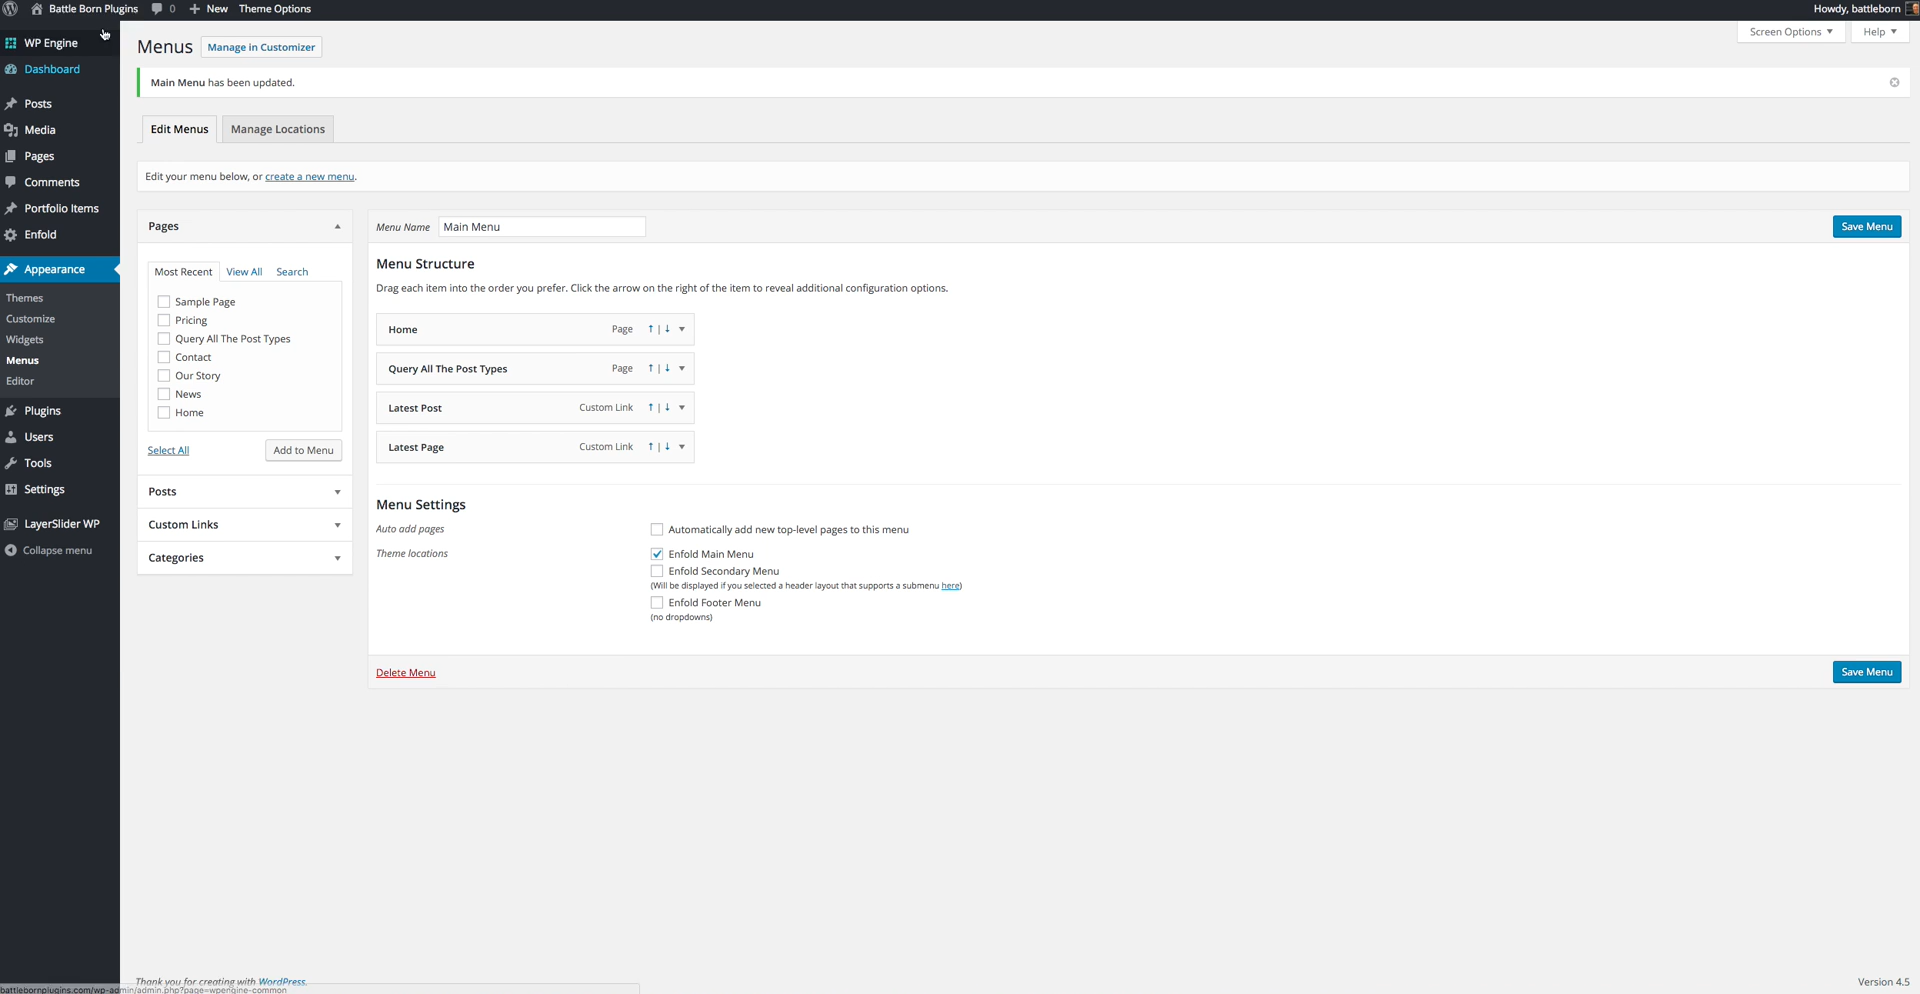 Battle Born Plugins 0 New Theme Options Howdy, battleborn
WP Engine
Dashboard
Posts
Media
Pages
Comments
Portfolio Items
Enfold
Appearance
Themes
Customize
Widgets
Menus
Editor
Plugins
Users
Tools
Settings
LayerSlider WP
Collapse menu
Screen Options Help
Menus Manage in Customizer
Main Menu has been updated.
Edit Menus Manage Locations
Edit your menu below, or create a new menu.
Pages
Most Recent View All Search
Sample Page
Pricing
Query All The Post Types
Contact
Our Story
News
Home
Select All Add to Menu
Posts
Custom Links
Categories
Menu Name Main Menu Save Menu
Menu Structure
Drag each item into the order you prefer. Click the arrow on the right of the item to reveal additional configuration options.
Home Page ↑ | ↓
Query All The Post Types Page ↑ | ↓
Latest Post Custom Link ↑ | ↓
Latest Page Custom Link ↑ | ↓
Menu Settings
Auto add pages Automatically add new top-level pages to this menu
Theme locations Enfold Main Menu
Enfold Secondary Menu
(Will be displayed if you selected a header layout that supports a submenu here)
Enfold Footer Menu
(no dropdowns)
Delete Menu Save Menu
Thank you for creating with WordPress. Version 4.5
battlebornplugins.com/wp-admin/admin.php?page=wpengine-common